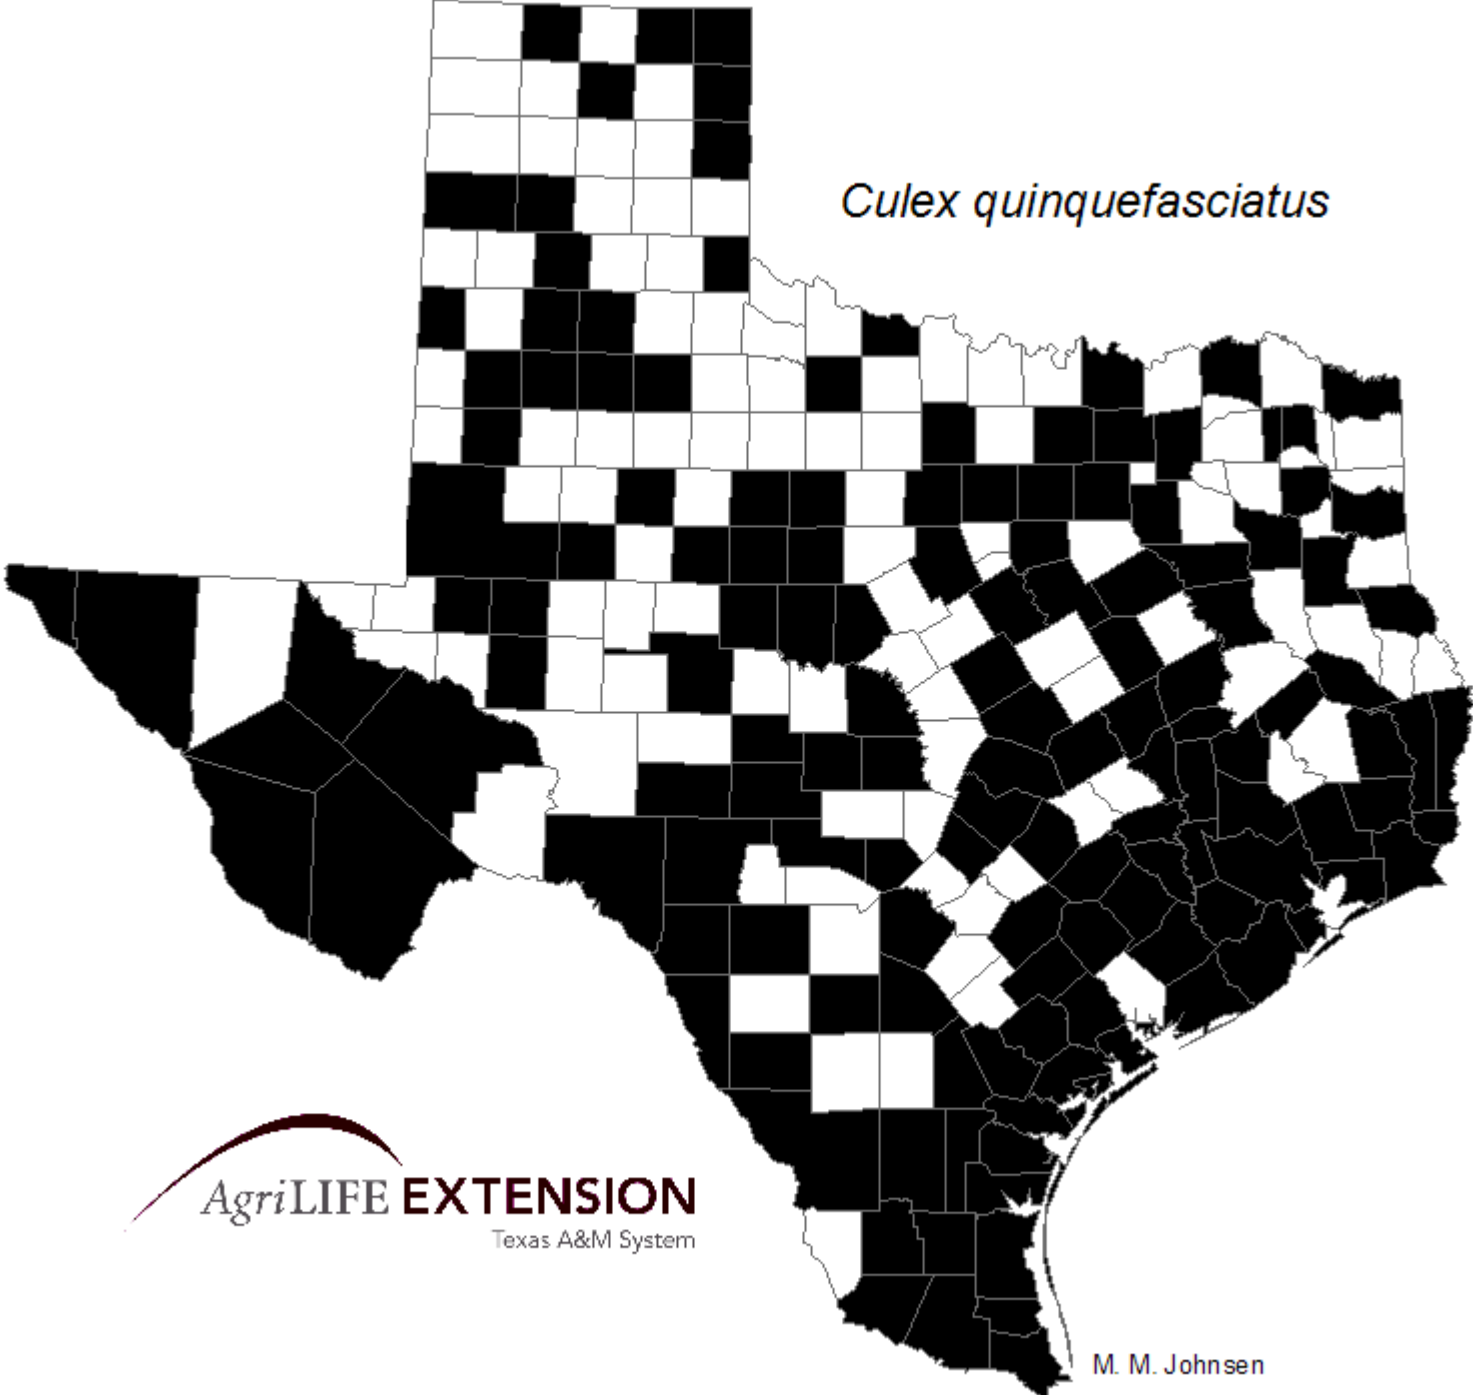 Culex quinquefasciatus
AgriLIFE EXTENSION
Texas A&M System
M. M. Johnsen